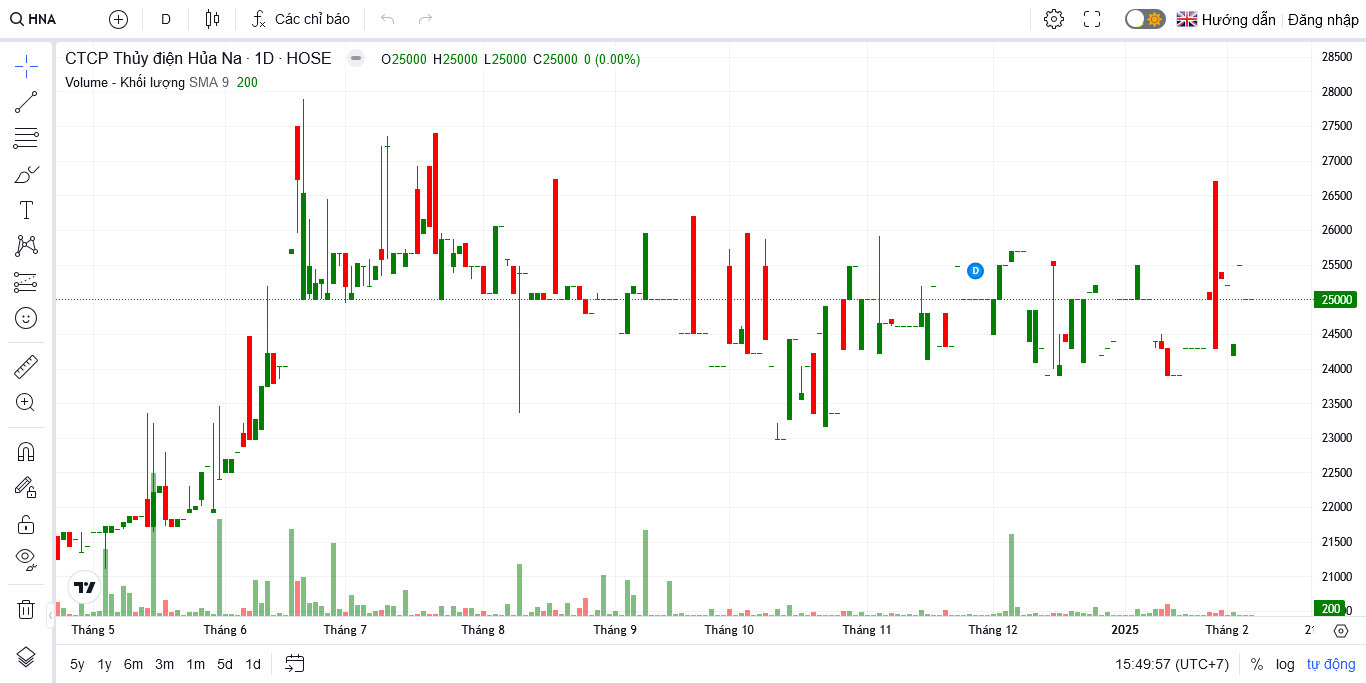 HNA D Các chỉ báo Hướng dẫn Đăng nhập
CTCP Thủy điện Hủa Na · 1D · HOSE O25000 H25000 L25000 C25000 0 (0.00%)
Volume - Khối lượng SMA 9 200
28500
28000
27500
27000
26500
26000
25500
D
25000
24500
24000
23500
23000
22500
22000
21500
21000
200
Tháng 5 Tháng 6 Tháng 7 Tháng 8 Tháng 9 Tháng 10 Tháng 11 Tháng 12 2025 Tháng 2
5y 1y 6m 3m 1m 5d 1d 15:49:57 (UTC+7) % log tự động